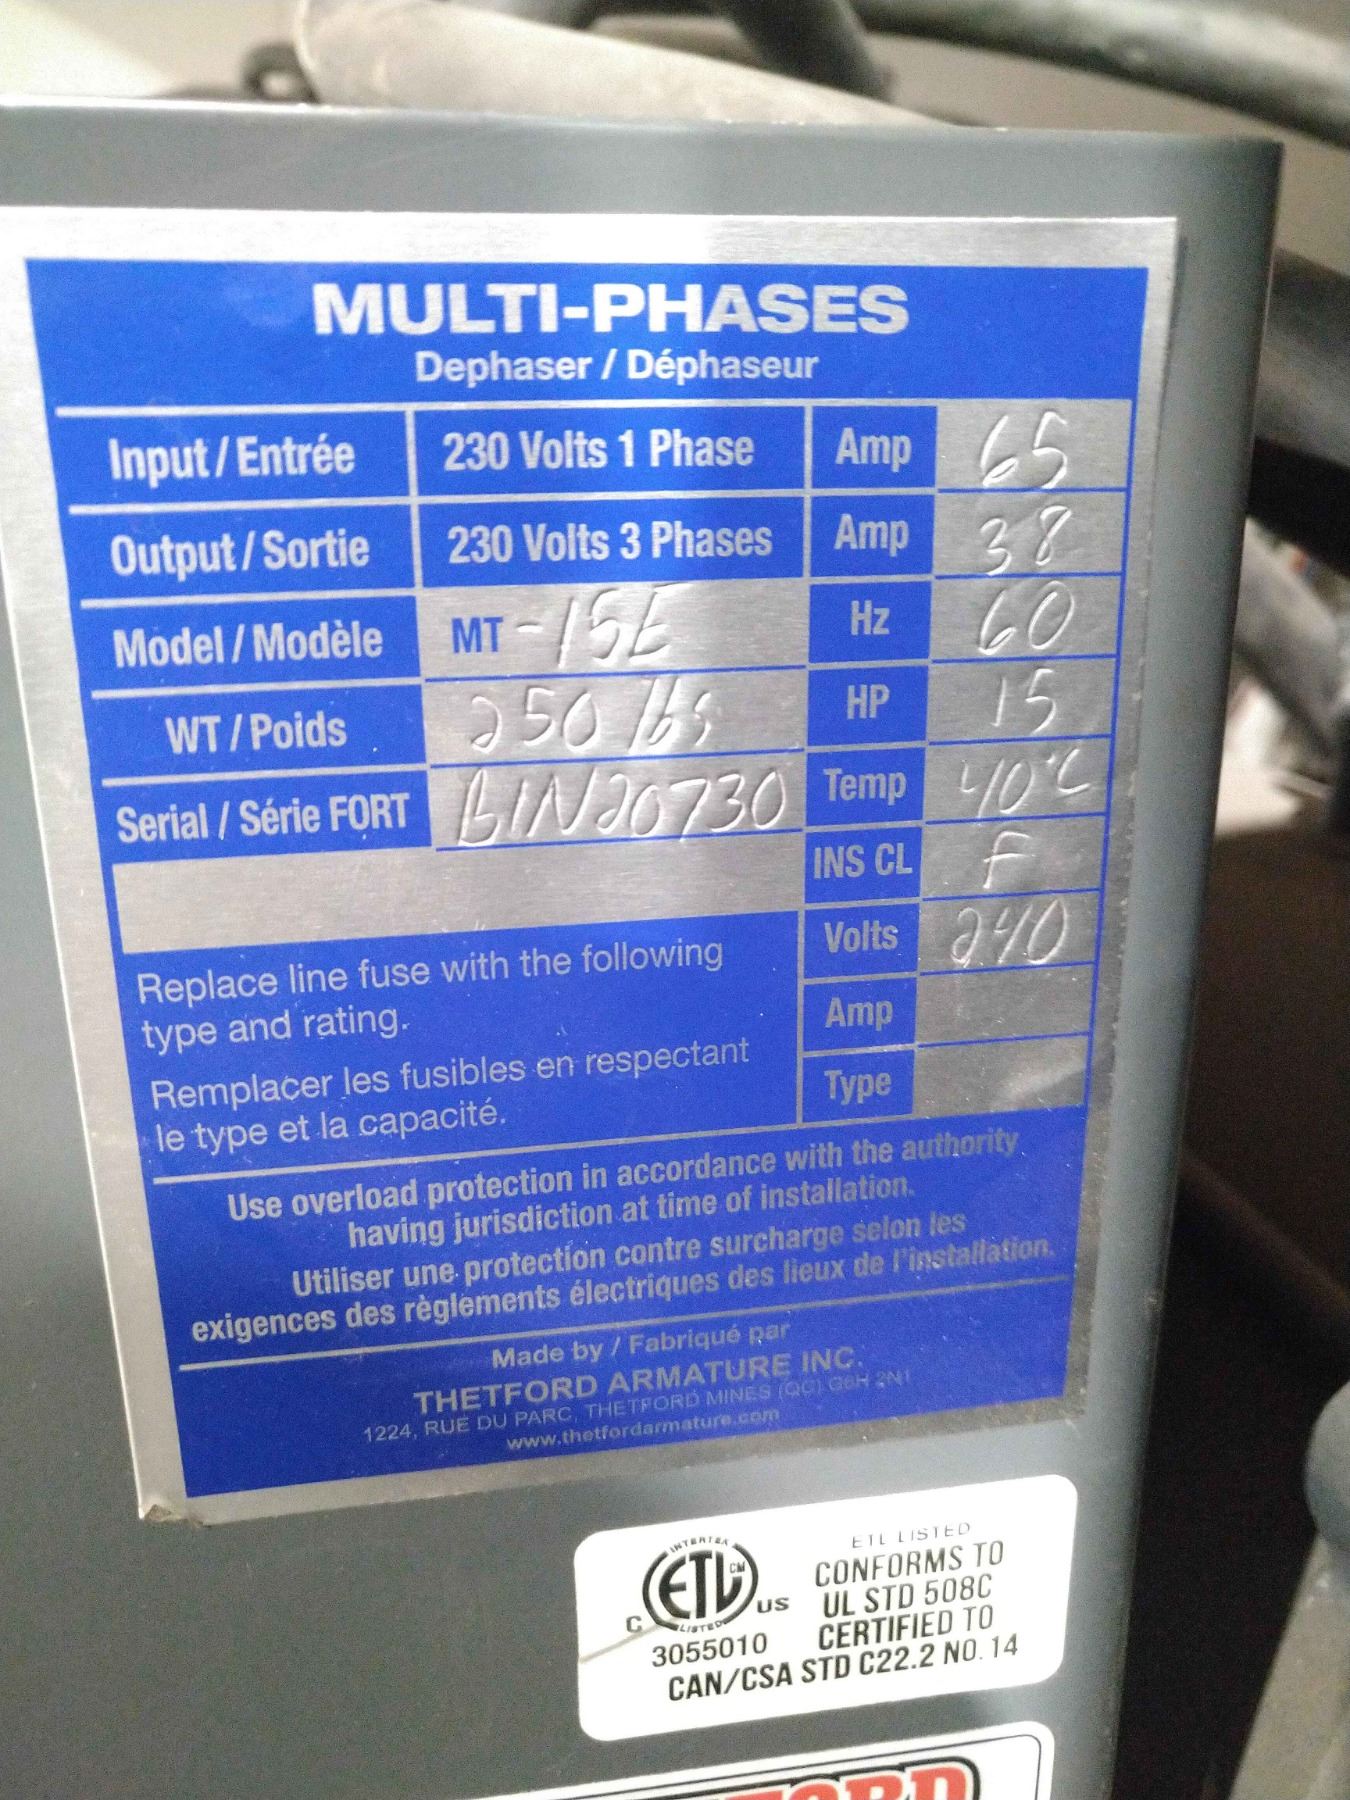 MULTI-PHASES
Dephaser / Déphaseur
Input / Entrée 230 Volts 1 Phase Amp 65
Output / Sortie 230 Volts 3 Phases Amp 38
Model / Modèle MT -15E Hz 60
WT / Poids 250 lbs HP 15
Serial / Série FORT BIN20730 Temp 40°C
INS CL F
Volts 240
Amp
Type
Replace line fuse with the following
type and rating.
Remplacer les fusibles en respectant
le type et la capacité.
Use overload protection in accordance with the authority
having jurisdiction at time of installation.
Utiliser une protection contre surcharge selon les
exigences des règlements électriques des lieux de l'installation.
Made by / Fabriqué par
THETFORD ARMATURE INC.
1224, RUE DU PARC, THETFORD MINES (QC) G6H 2N1
www.thetfordarmature.com
INTERTEK
ETL CM
LISTED
C US
3055010
ETL LISTED
CONFORMS TO
UL STD 508C
CERTIFIED TO
CAN/CSA STD C22.2 NO. 14